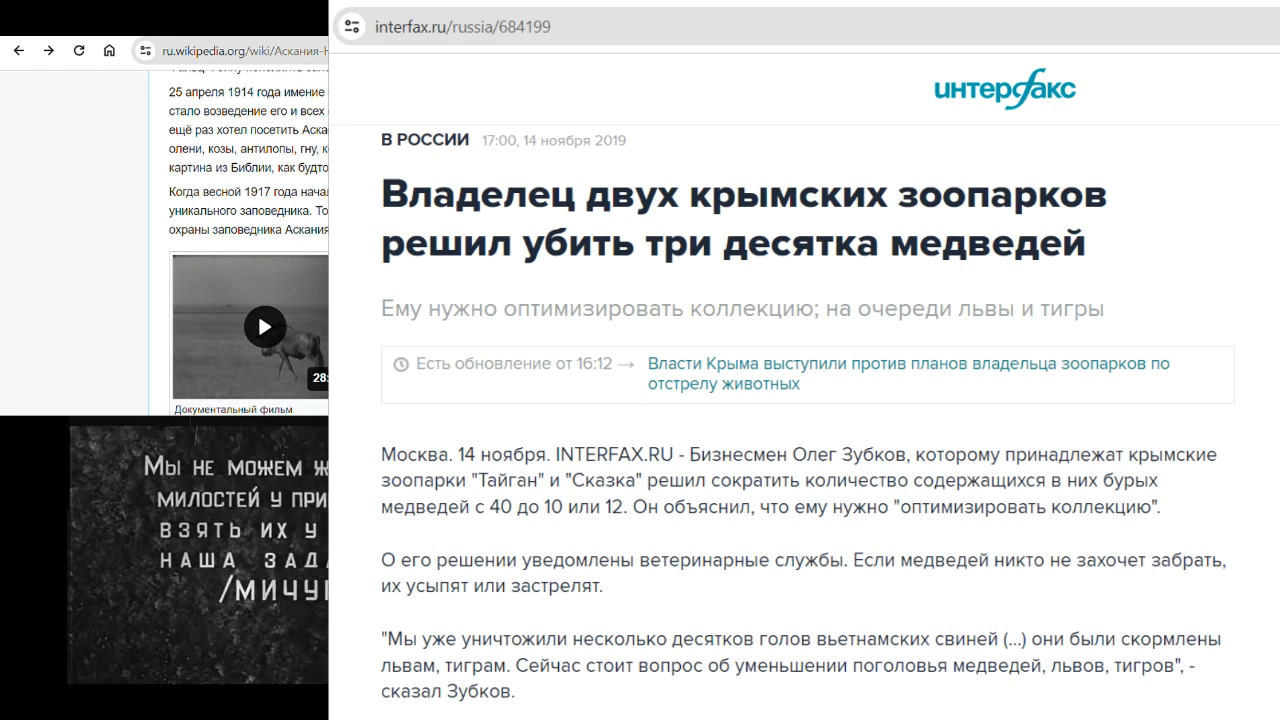 ru.wikipedia.org/wiki/Аскания-Н
25 апреля 1914 года имение
стало возведение его и всех
ещё раз хотел посетить Аска
олени, козы, антилопы, гну, к
картина из Библии, как будто
Когда весной 1917 года нача
уникального заповедника. То
охраны заповедника Аскания
28:
Документальный фильм
Мы не можем ж
милостей у при
взять их у
наша зада
/Мичу
interfax.ru/russia/684199
интерфакс
В РОССИИ 17:00, 14 ноября 2019
Владелец двух крымских зоопарков
решил убить три десятка медведей
Ему нужно оптимизировать коллекцию; на очереди львы и тигры
Есть обновление от 16:12 → Власти Крыма выступили против планов владельца зоопарков по
отстрелу животных
Москва. 14 ноября. INTERFAX.RU - Бизнесмен Олег Зубков, которому принадлежат крымские
зоопарки "Тайган" и "Сказка" решил сократить количество содержащихся в них бурых
медведей с 40 до 10 или 12. Он объяснил, что ему нужно "оптимизировать коллекцию".
О его решении уведомлены ветеринарные службы. Если медведей никто не захочет забрать,
их усыпят или застрелят.
"Мы уже уничтожили несколько десятков голов вьетнамских свиней (...) они были скормлены
львам, тиграм. Сейчас стоит вопрос об уменьшении поголовья медведей, львов, тигров", -
сказал Зубков.